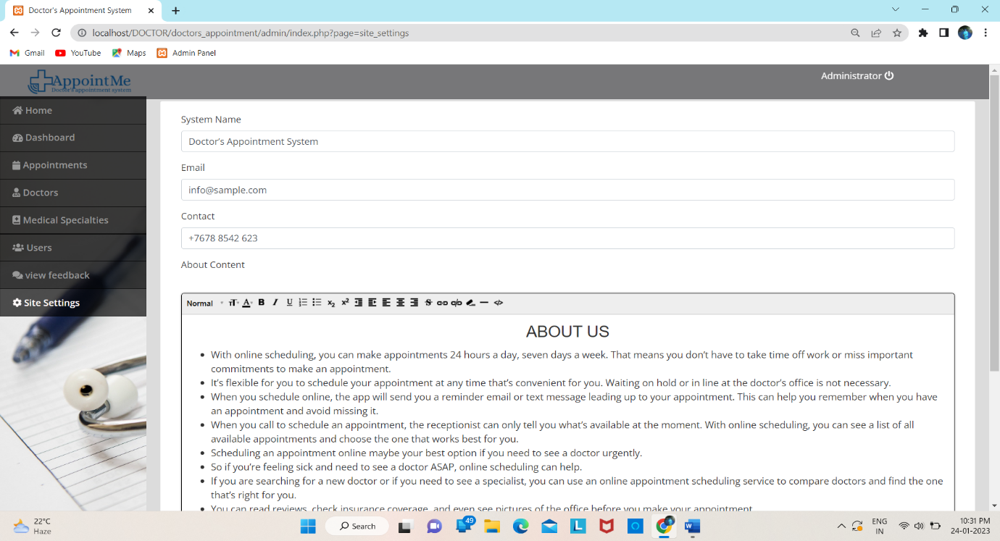 Doctor's Appointment System
localhost/DOCTOR/doctors_appointment/admin/index.php?page=site_settings
Gmail YouTube Maps Admin Panel
AppointMe
Doctor's appointment system
Administrator
Home
Dashboard
Appointments
Doctors
Medical Specialties
Users
view feedback
Site Settings
System Name
Doctor's Appointment System
Email
info@sample.com
Contact
+7678 8542 623
About Content
Normal
ABOUT US
With online scheduling, you can make appointments 24 hours a day, seven days a week. That means you don't have to take time off work or miss important
commitments to make an appointment.
It's flexible for you to schedule your appointment at any time that's convenient for you. Waiting on hold or in line at the doctor's office is not necessary.
When you schedule online, the app will send you a reminder email or text message leading up to your appointment. This can help you remember when you have
an appointment and avoid missing it.
When you call to schedule an appointment, the receptionist can only tell you what's available at the moment. With online scheduling, you can see a list of all
available appointments and choose the one that works best for you.
Scheduling an appointment online maybe your best option if you need to see a doctor urgently.
So if you're feeling sick and need to see a doctor ASAP, online scheduling can help.
If you are searching for a new doctor or if you need to see a specialist, you can use an online appointment scheduling service to compare doctors and find the one
that's right for you.
You can read reviews, check insurance coverage, and even see pictures of the office before you make your appointment
22°C
Haze
Search
49
ENG
IN
10:31 PM
24-01-2023